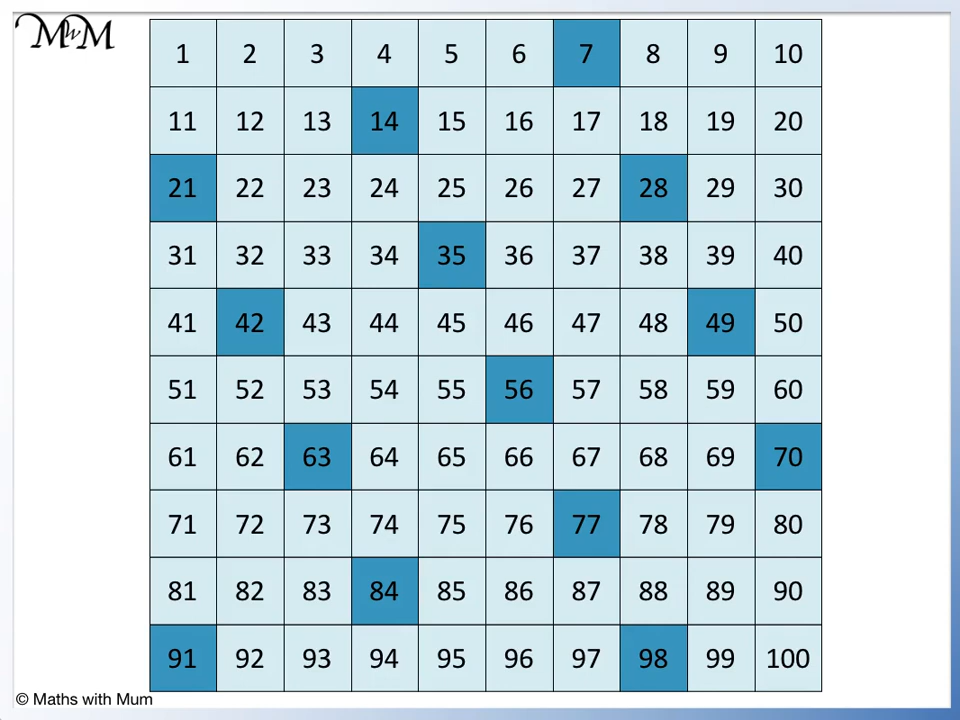 MwM
1 2 3 4 5 6 7 8 9 10
11 12 13 14 15 16 17 18 19 20
21 22 23 24 25 26 27 28 29 30
31 32 33 34 35 36 37 38 39 40
41 42 43 44 45 46 47 48 49 50
51 52 53 54 55 56 57 58 59 60
61 62 63 64 65 66 67 68 69 70
71 72 73 74 75 76 77 78 79 80
81 82 83 84 85 86 87 88 89 90
91 92 93 94 95 96 97 98 99 100
© Maths with Mum